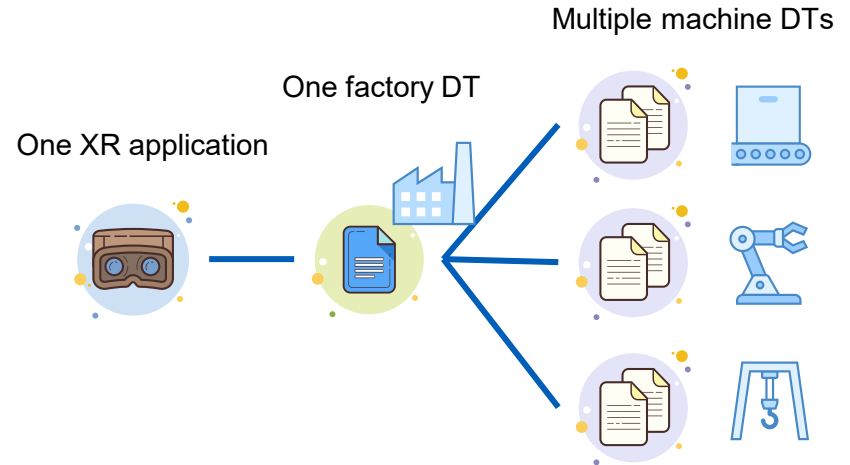 Multiple machine DTs
One factory DT
One XR application